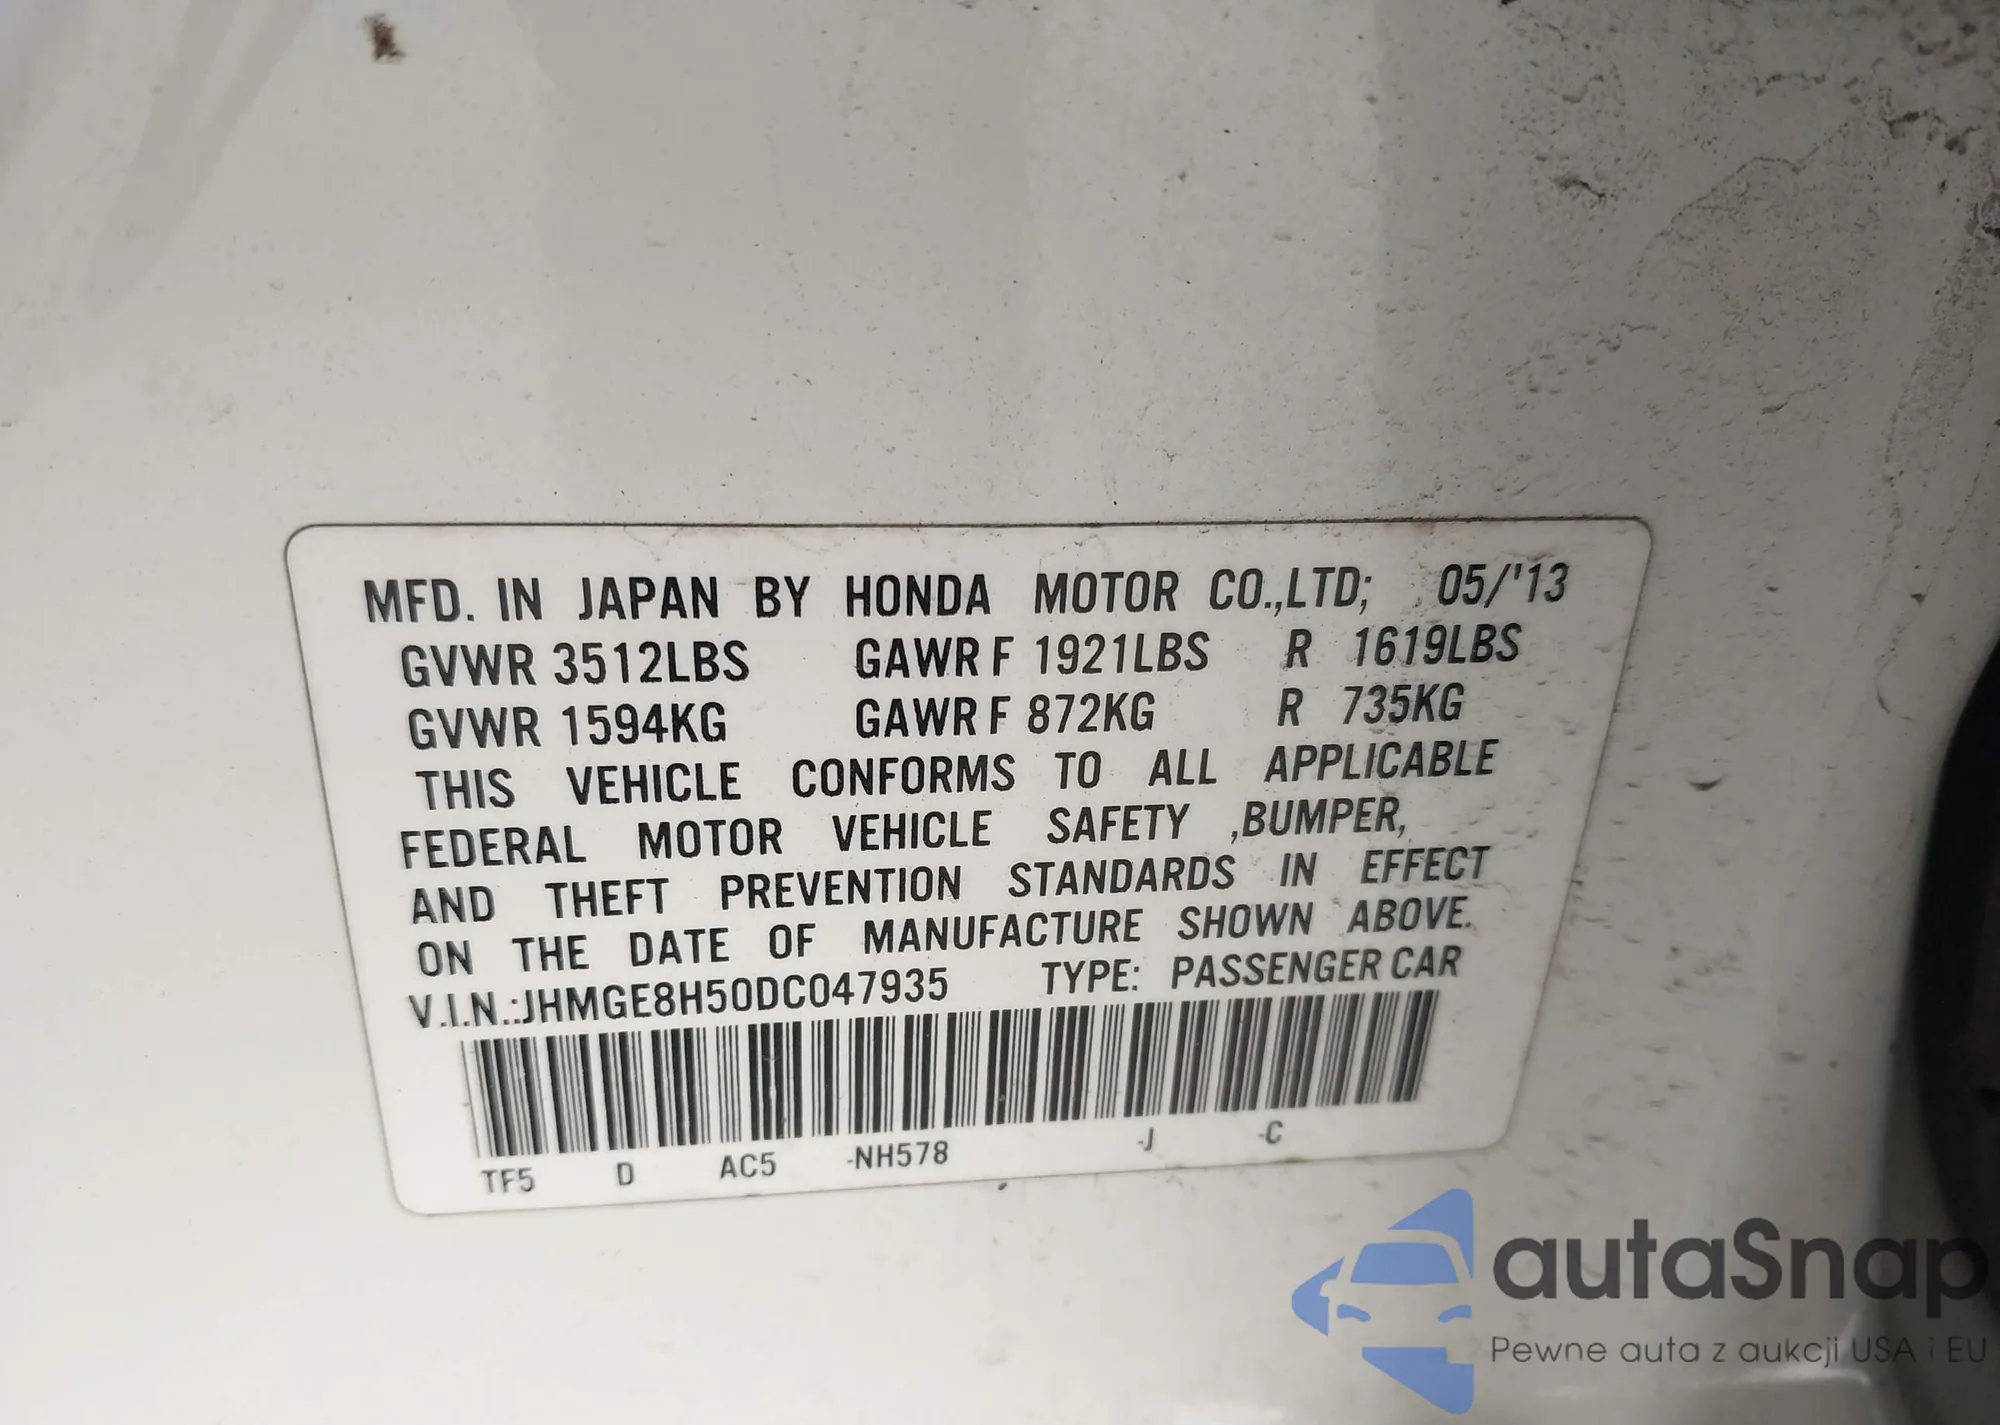 MFD. IN JAPAN BY HONDA MOTOR CO.,LTD; 05/'13
GVWR 3512LBS GAWR F 1921LBS R 1619LBS
GVWR 1594KG GAWR F 872KG R 735KG
THIS VEHICLE CONFORMS TO ALL APPLICABLE
FEDERAL MOTOR VEHICLE SAFETY ,BUMPER,
AND THEFT PREVENTION STANDARDS IN EFFECT
ON THE DATE OF MANUFACTURE SHOWN ABOVE.
V.I.N.:JHMGE8H50DC047935 TYPE: PASSENGER CAR
TF5 D AC5 -NH578 -J -C
autaSnap
Pewne auta z aukcji USA i EU